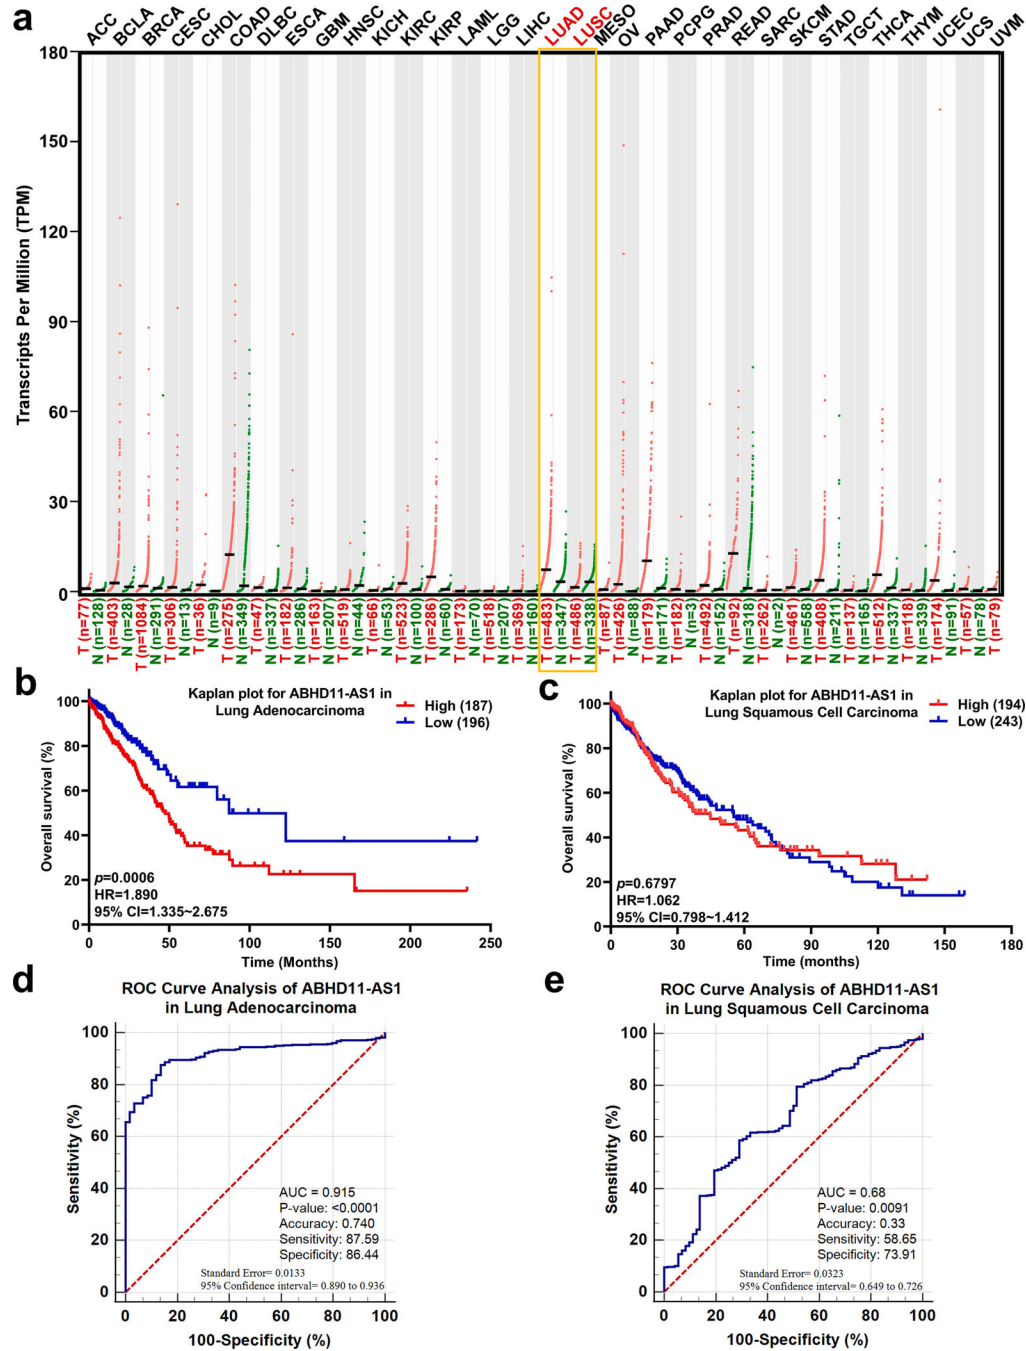 a
ACC BCLA BRCA CESC CHOL COAD DLBC ESCA GBM HNSC KICH KIRC KIRP LAML LGG LIHC LUAD LUSC MESO OV PAAD PCPG PRAD READ SARC SKCM STAD TGCT THCA THYM UCEC UCS UVM
Transcripts Per Million (TPM)
180
150
120
90
60
30
0
T (n=77)
N (n=128)
T (n=403)
N (n=28)
T (n=1084)
N (n=291)
T (n=306)
N (n=13)
T (n=36)
N (n=9)
T (n=275)
N (n=349)
T (n=47)
N (n=337)
T (n=182)
N (n=286)
T (n=163)
N (n=207)
T (n=519)
N (n=44)
T (n=66)
N (n=53)
T (n=523)
N (n=100)
T (n=286)
N (n=60)
T (n=173)
N (n=70)
T (n=518)
N (n=207)
T (n=369)
N (n=160)
T (n=483)
N (n=347)
T (n=486)
N (n=338)
T (n=87)
T (n=426)
N (n=88)
T (n=179)
N (n=171)
T (n=182)
N (n=3)
T (n=492)
N (n=152)
T (n=92)
N (n=318)
T (n=262)
N (n=2)
T (n=461)
N (n=558)
T (n=408)
N (n=211)
T (n=137)
N (n=165)
T (n=512)
N (n=337)
T (n=118)
N (n=339)
T (n=174)
N (n=91)
T (n=57)
N (n=78)
T (n=79)
b
Kaplan plot for ABHD11-AS1 in
Lung Adenocarcinoma
High (187)
Low (196)
Overall survival (%)
100
80
60
40
20
0
p=0.0006
HR=1.890
95% CI=1.335~2.675
0 50 100 150 200 250
Time (Months)
c
Kaplan plot for ABHD11-AS1 in
Lung Squamous Cell Carcinoma
High (194)
Low (243)
Overall survival (%)
100
80
60
40
20
0
p=0.6797
HR=1.062
95% CI=0.798~1.412
0 30 60 90 120 150 180
Time (months)
d
ROC Curve Analysis of ABHD11-AS1
in Lung Adenocarcinoma
Sensitivity (%)
100
80
60
40
20
0
AUC = 0.915
P-value: <0.0001
Accuracy: 0.740
Sensitivity: 87.59
Specificity: 86.44
Standard Error= 0.0133
95% Confidence interval= 0.890 to 0.936
0 20 40 60 80 100
100-Specificity (%)
e
ROC Curve Analysis of ABHD11-AS1
in Lung Squamous Cell Carcinoma
Sensitivity (%)
100
80
60
40
20
0
AUC = 0.68
P-value: 0.0091
Accuracy: 0.33
Sensitivity: 58.65
Specificity: 73.91
Standard Error= 0.0323
95% Confidence interval= 0.649 to 0.726
0 20 40 60 80 100
100-Specificity (%)